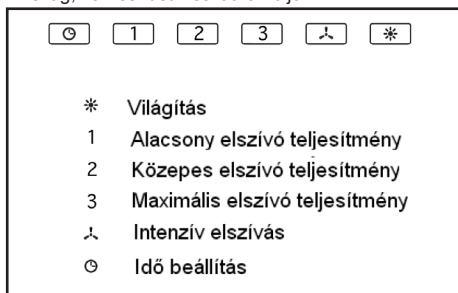 1 2 3
Világítás
1 Alacsony elszívó teljesítmény
2 Közepes elszívó teljesítmény
3 Maximális elszívó teljesítmény
Intenzív elszívás
Idő beállítás